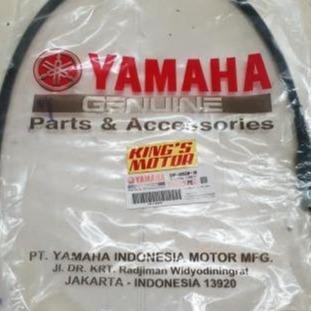 YAMAHA
GENUINE
Parts & Accessories
KING'S
MOTOR
YAMAHA
PT. YAMAHA INDONESIA MOTOR MFG.
JL. DR. KRT. Radjiman Widyodiningrat
JAKARTA - INDONESIA 13920